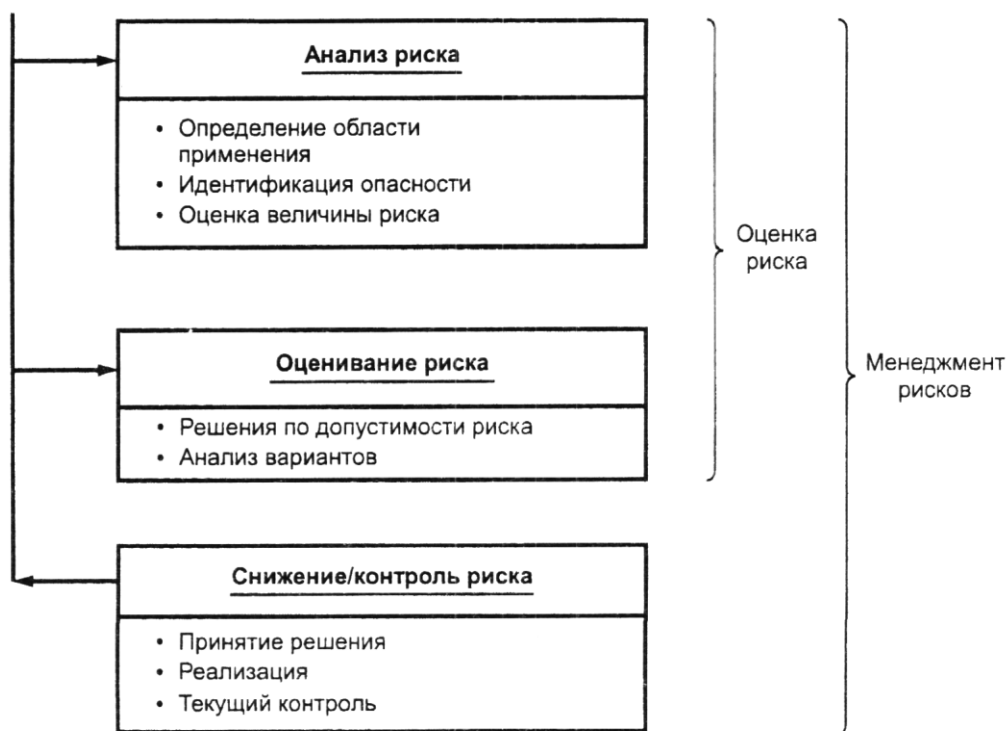 Анализ риска
• Определение области
применения
• Идентификация опасности
• Оценка величины риска
Оценка
риска
Оценивание риска
• Решения по допустимости риска
• Анализ вариантов
Менеджмент
рисков
Снижение/контроль риска
• Принятие решения
• Реализация
• Текущий контроль